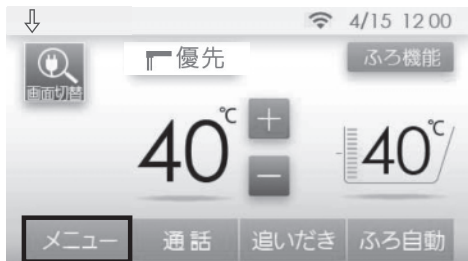 4/15 12:00
優先
ふろ機能
画面切替
40℃
+
40℃
−
メニュー
通話
追いだき
ふろ自動